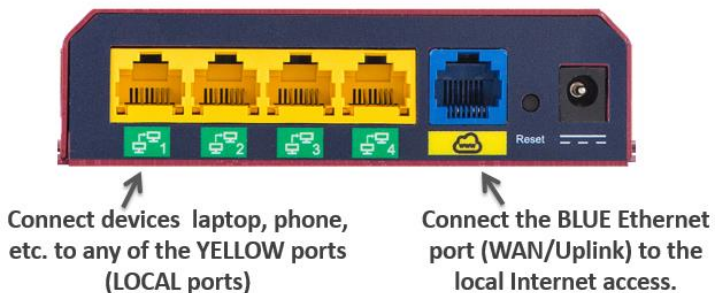 1
2
3
4
www
Reset
Connect devices laptop, phone,
etc. to any of the YELLOW ports
(LOCAL ports)
Connect the BLUE Ethernet
port (WAN/Uplink) to the
local Internet access.